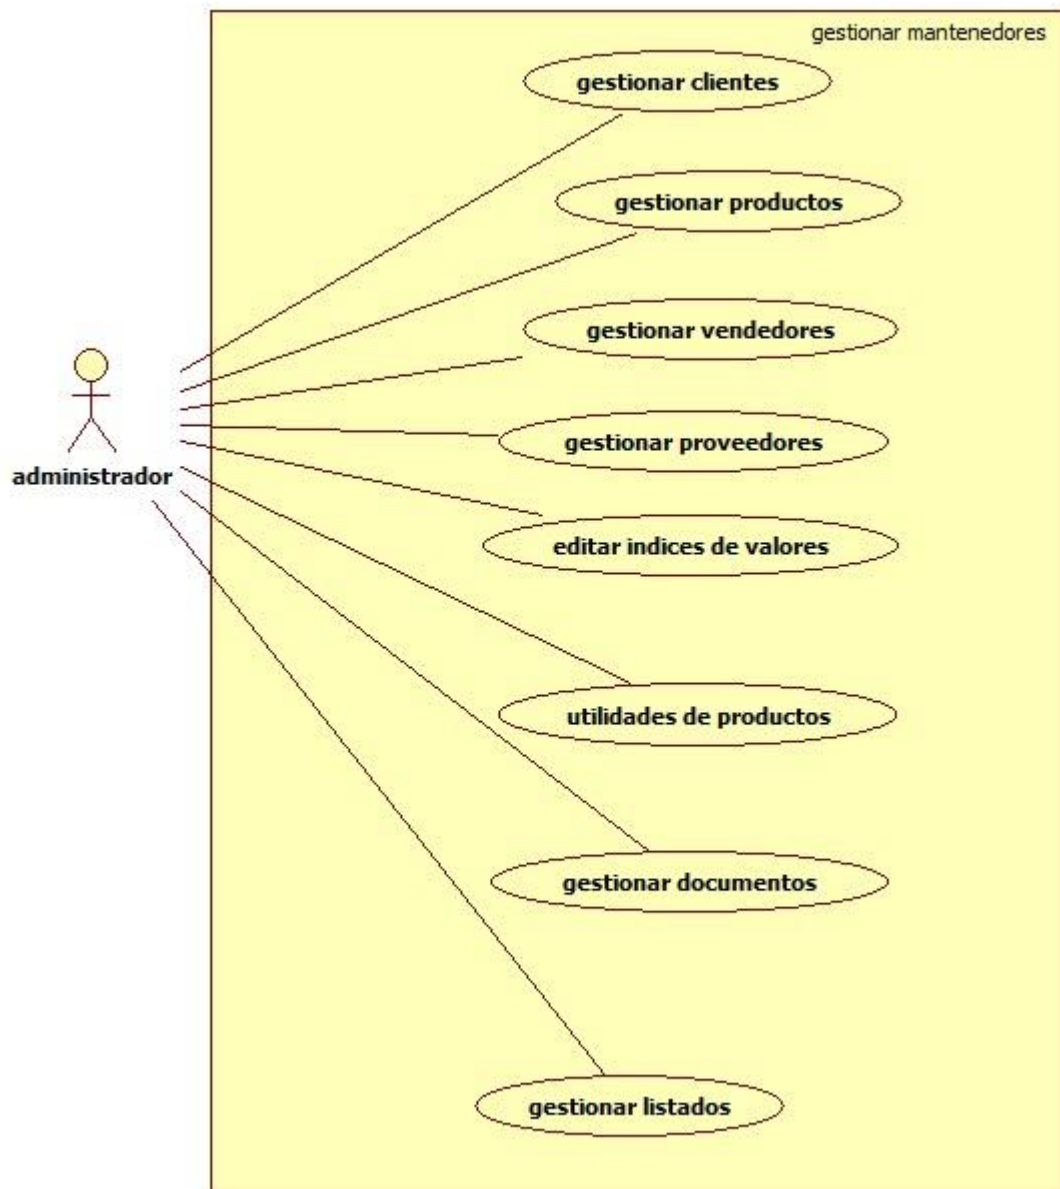 gestionar mantenedores
gestionar clientes
gestionar productos
gestionar vendedores
gestionar proveedores
administrador
editar indices de valores
utilidades de productos
gestionar documentos
gestionar listados